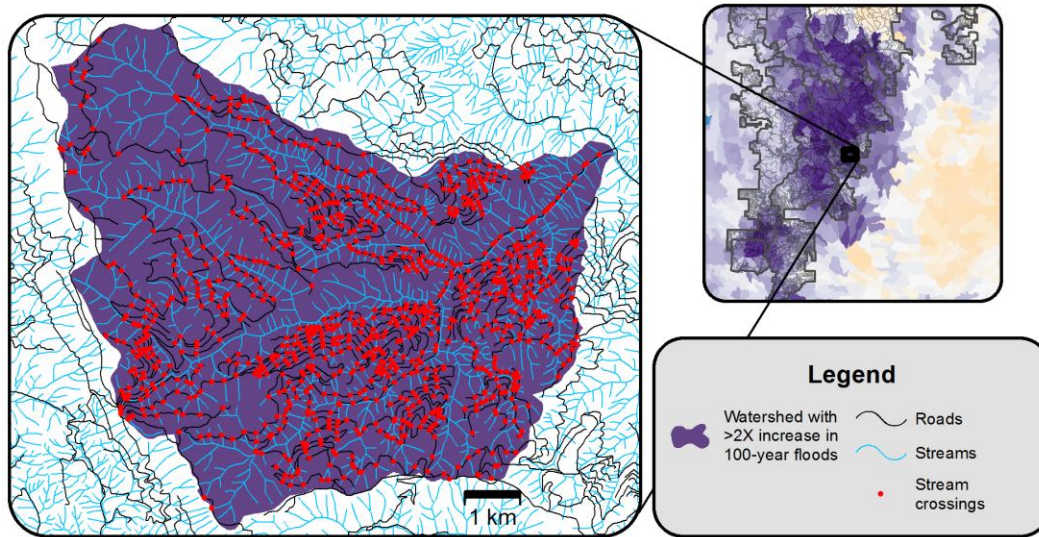 1 km
Legend
Watershed with
>2X increase in
100-year floods
Roads
Streams
Stream
crossings